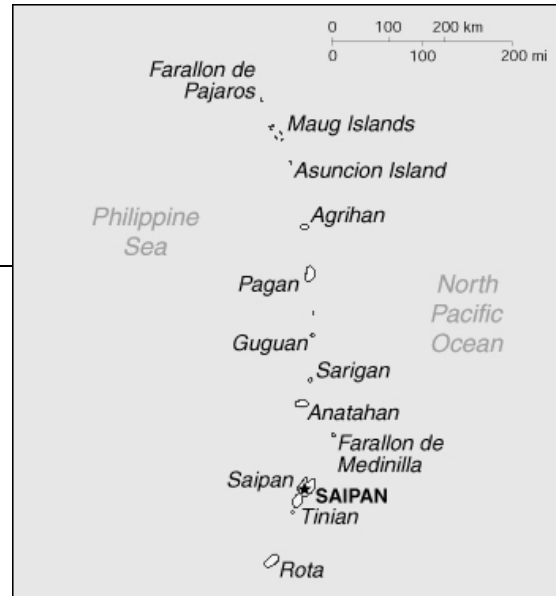 0 100 200 km
0 100 200 mi
Farallon de
Pajaros
Maug Islands
Asuncion Island
Philippine
Sea
Agrihan
Pagan
North
Pacific
Ocean
Guguan
Sarigan
Anatahan
Farallon de
Medinilla
Saipan
SAIPAN
Tinian
Rota